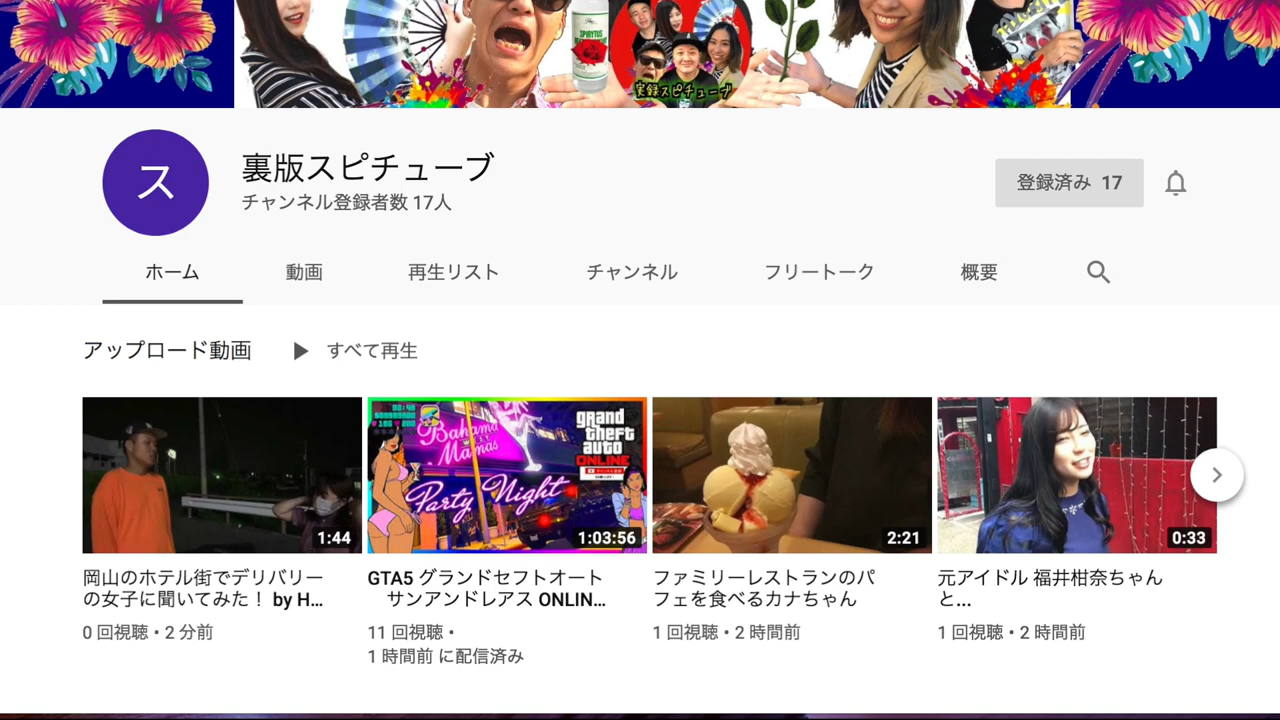 SPIRYTUS
実録スピチューブ
ス
裏版スピチューブ
チャンネル登録者数 17人
登録済み 17
ホーム 動画 再生リスト チャンネル フリートーク 概要
アップロード動画 すべて再生
1:44
Bahama
Mamas
Party Night
grand
theft
auto
ONLINE
1:03:56
2:21
0:33
岡山のホテル街でデリバリー
の女子に聞いてみた！ by H...
0 回視聴・2 分前
GTA5 グランドセフトオート
サンアンドレアス ONLIN...
11 回視聴・
1 時間前 に配信済み
ファミリーレストランのパ
フェを食べるカナちゃん
1 回視聴・2 時間前
元アイドル 福井柑奈ちゃん
と...
1 回視聴・2 時間前